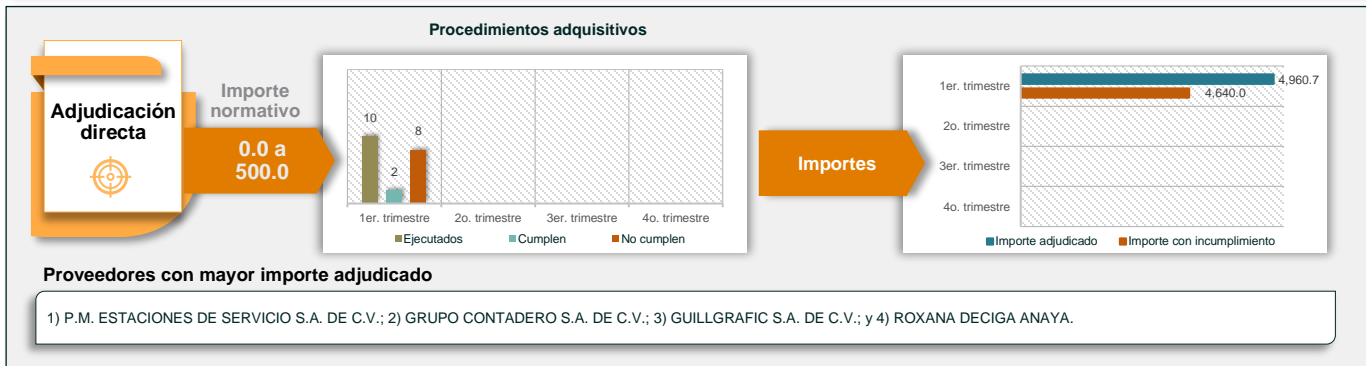 Adjudicación
directa
Importe
normativo
0.0 a
500.0
Procedimientos adquisitivos
10
2
8
1er. trimestre 2o. trimestre 3er. trimestre 4o. trimestre
Ejecutados Cumplen No cumplen
Importes
1er. trimestre
4,960.7
4,640.0
2o. trimestre
3er. trimestre
4o. trimestre
Importe adjudicado Importe con incumplimiento
Proveedores con mayor importe adjudicado
1) P.M. ESTACIONES DE SERVICIO S.A. DE C.V.; 2) GRUPO CONTADERO S.A. DE C.V.; 3) GUILLGRAFIC S.A. DE C.V.; y 4) ROXANA DECIGA ANAYA.